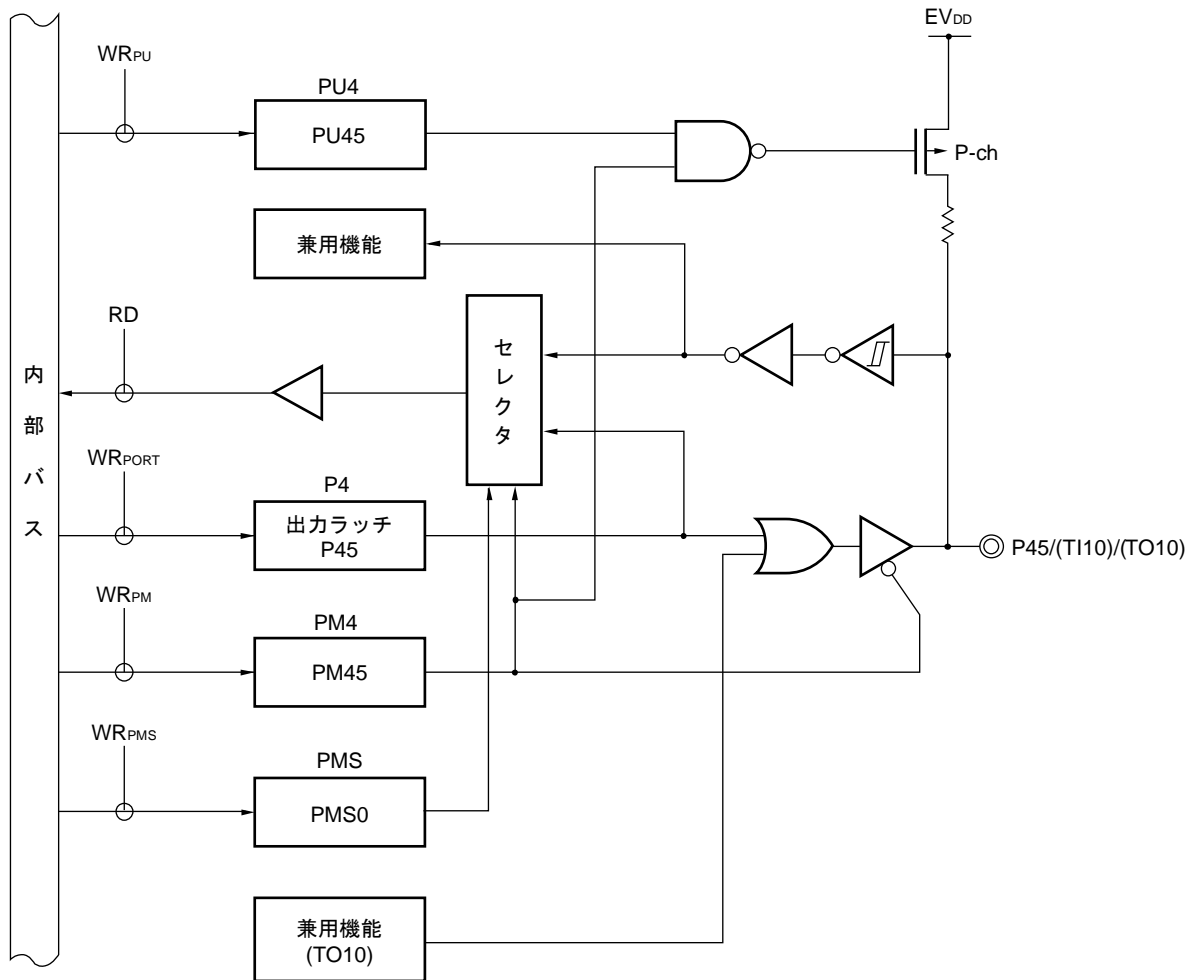 EVDD
WRPU
PU4
PU45
P-ch
兼用機能
RD
セレクタ
内部バス
WRPORT
P4
出力ラッチ
P45
P45/(TI10)/(TO10)
WRPM
PM4
PM45
WRPMS
PMS
PMS0
兼用機能
(TO10)